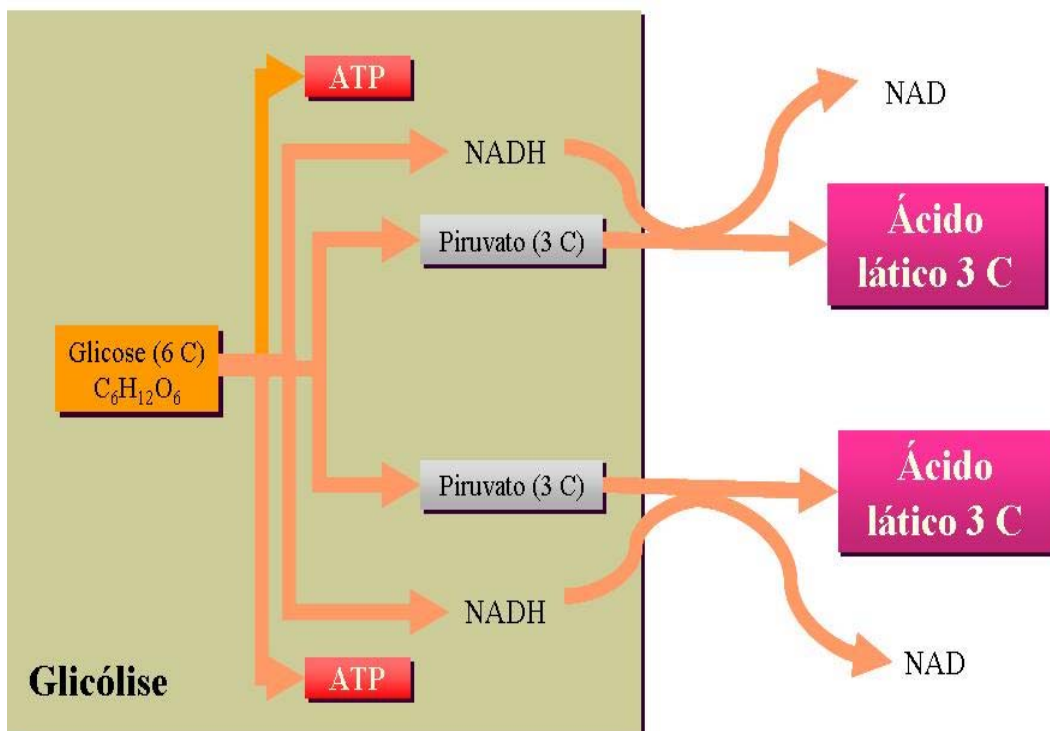 ATP
NADH
NAD
Piruvato (3 C)
Ácido
lático 3 C
Glicose (6 C)
C₆H₁₂O₆
Piruvato (3 C)
Ácido
lático 3 C
NADH
NAD
ATP
Glicólise